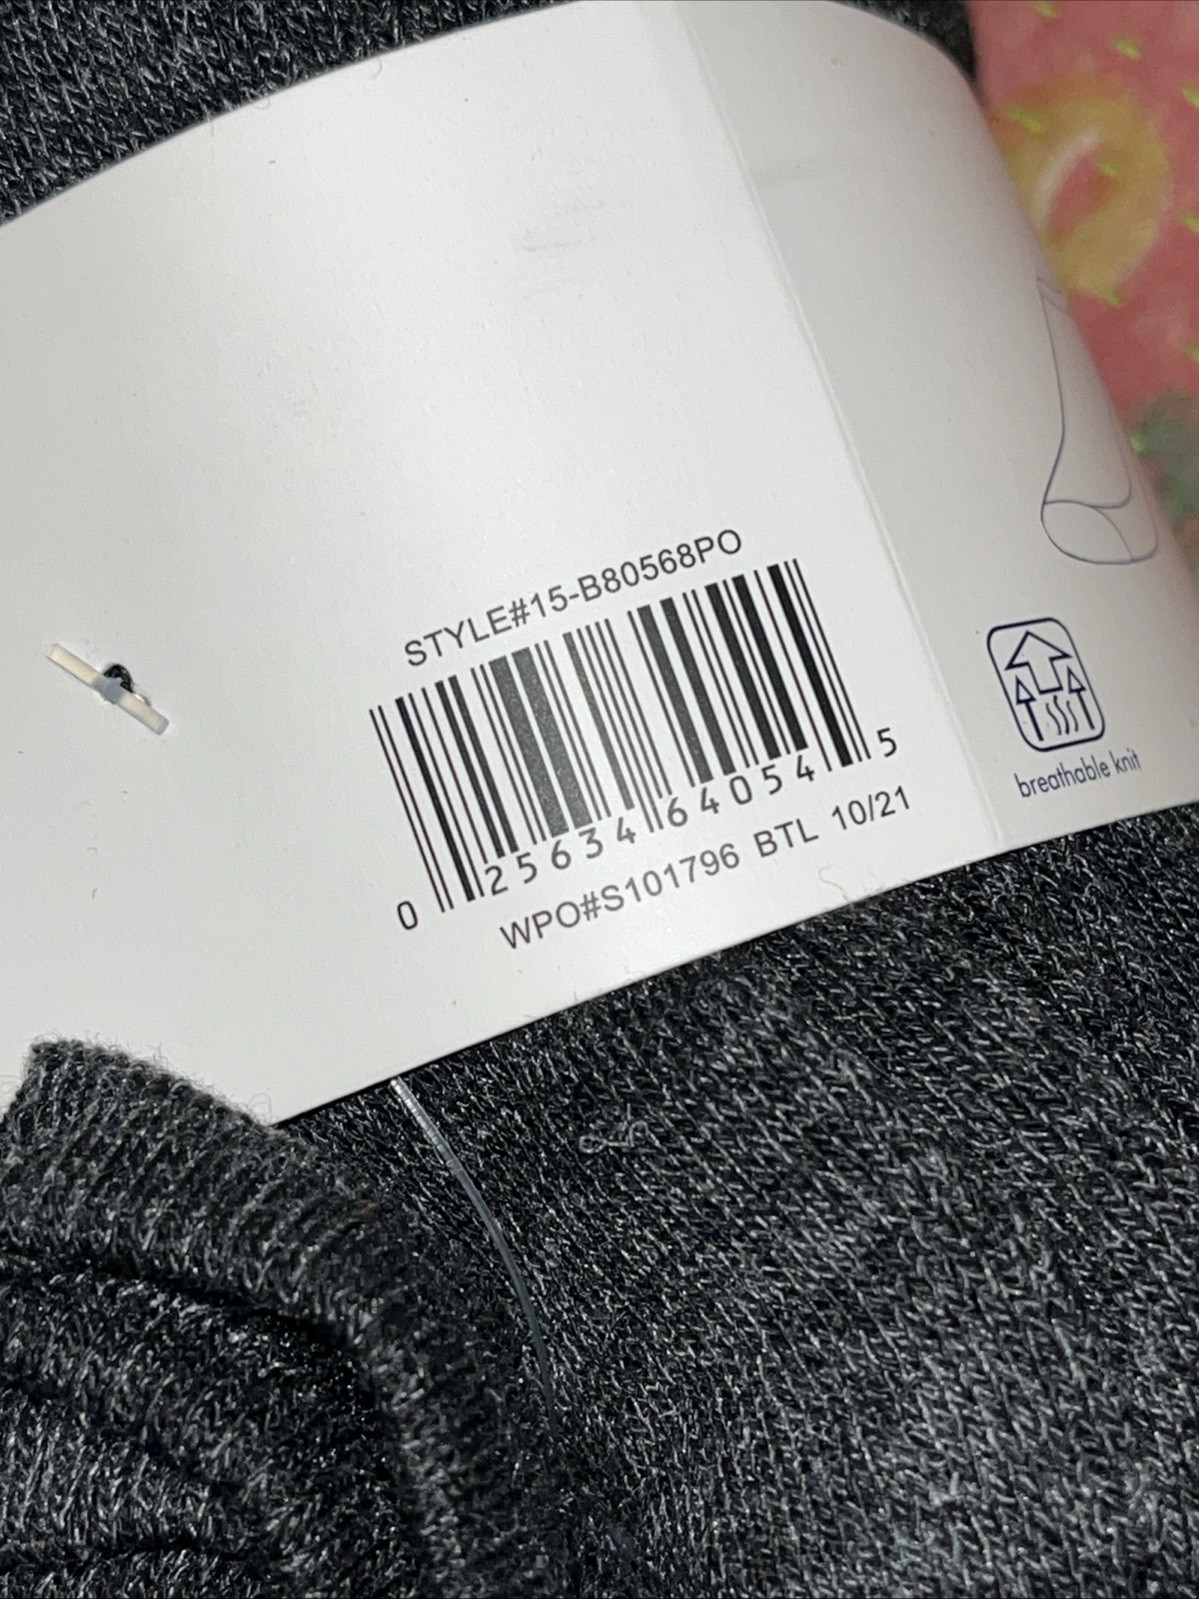 STYLE#15-B80568PO
0 25634 64054 5
WPO#S101796 BTL 10/21
breathable knit